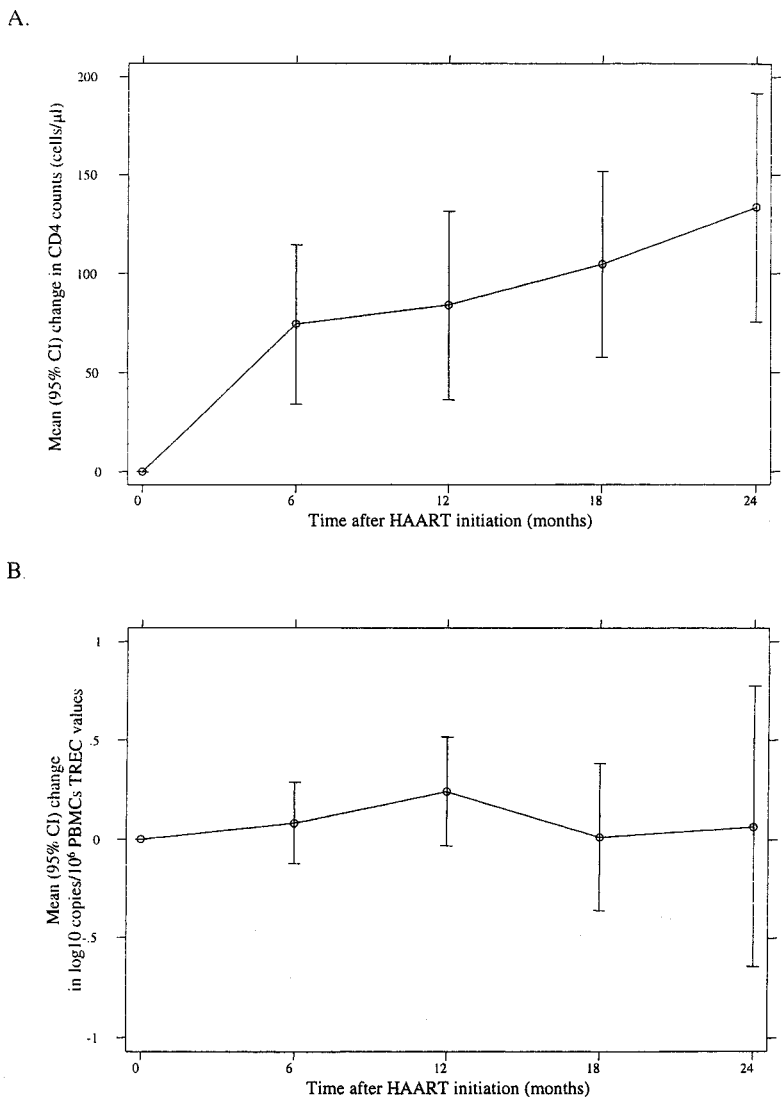 A.
Mean (95% CI) change in CD4 counts (cells/µl)
200
150
100
50
0
0 6 12 18 24
Time after HAART initiation (months)
B.
Mean (95% CI) change
in log10 copies/10⁶ PBMCs TREC values
1
.5
0
-.5
-1
0 6 12 18 24
Time after HAART initiation (months)